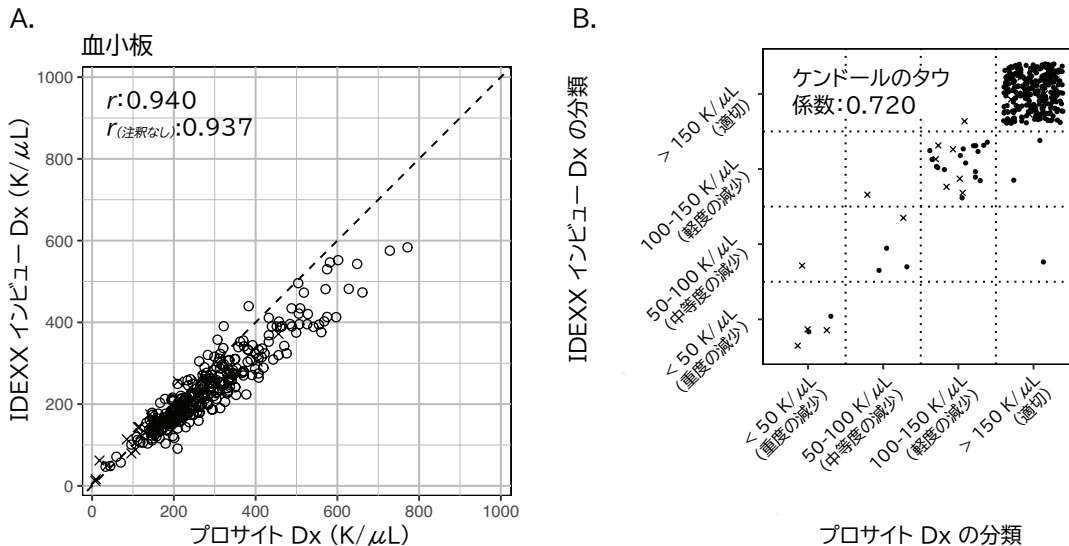 A.
血小板
r:0.940
r(注釈なし):0.937
IDEXX インビュー Dx (K/μL)
1000
800
600
400
200
0
0
200
400
600
800
1000
プロサイト Dx (K/μL)
B.
ケンドールのタウ
係数:0.720
IDEXX インビュー Dx の分類
> 150 K/μL
(適切)
100-150 K/μL
(軽度の減少)
50-100 K/μL
(中等度の減少)
< 50 K/μL
(重度の減少)
< 50 K/μL
(重度の減少)
50-100 K/μL
(中等度の減少)
100-150 K/μL
(軽度の減少)
> 150 K/μL
(適切)
プロサイト Dx の分類